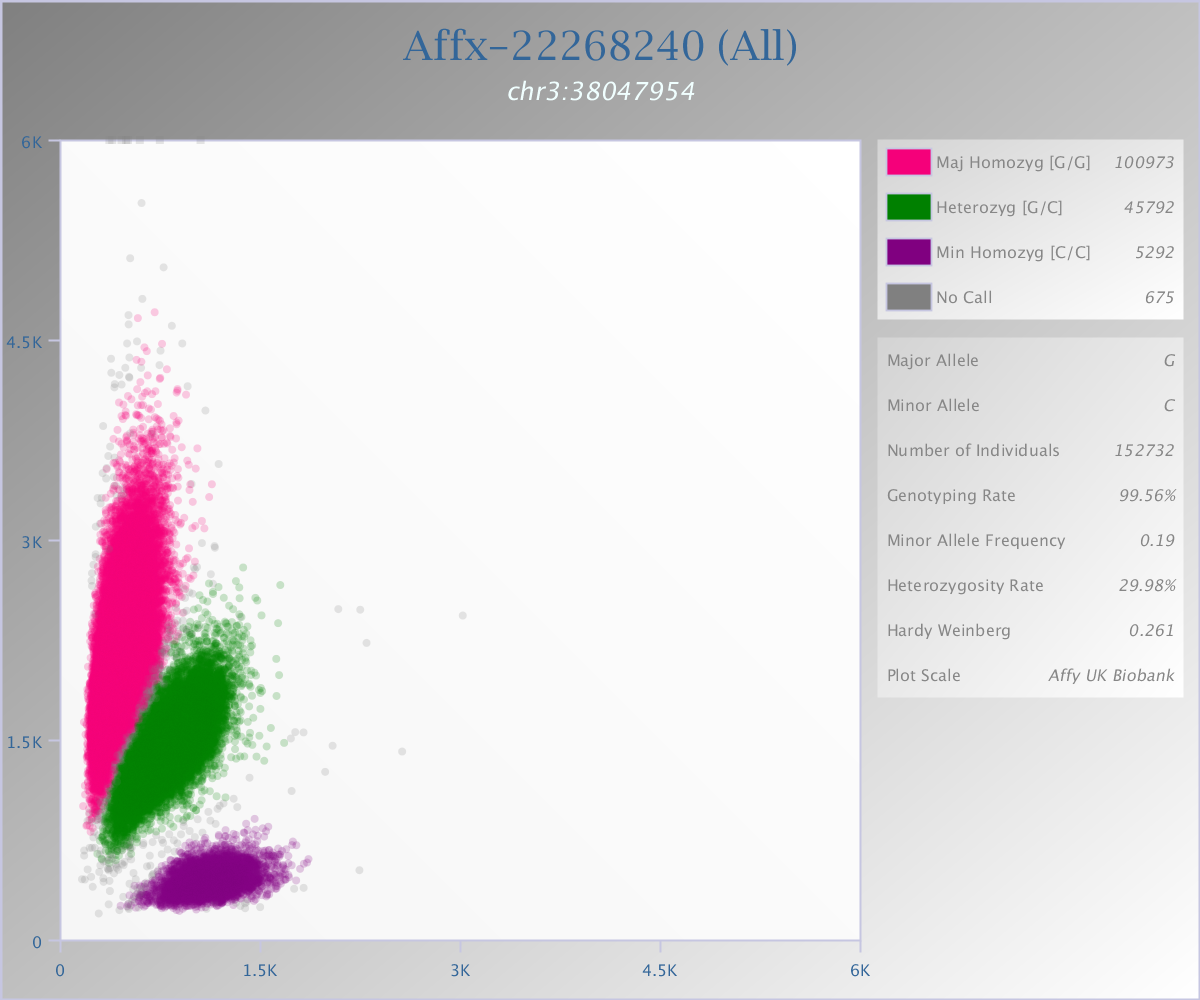 Affx-22268240 (All)
chr3:38047954
6K
4.5K
3K
1.5K
0
0 1.5K 3K 4.5K 6K
Maj Homozyg [G/G] 100973
Heterozyg [G/C] 45792
Min Homozyg [C/C] 5292
No Call 675
Major Allele G
Minor Allele C
Number of Individuals 152732
Genotyping Rate 99.56%
Minor Allele Frequency 0.19
Heterozygosity Rate 29.98%
Hardy Weinberg 0.261
Plot Scale Affy UK Biobank